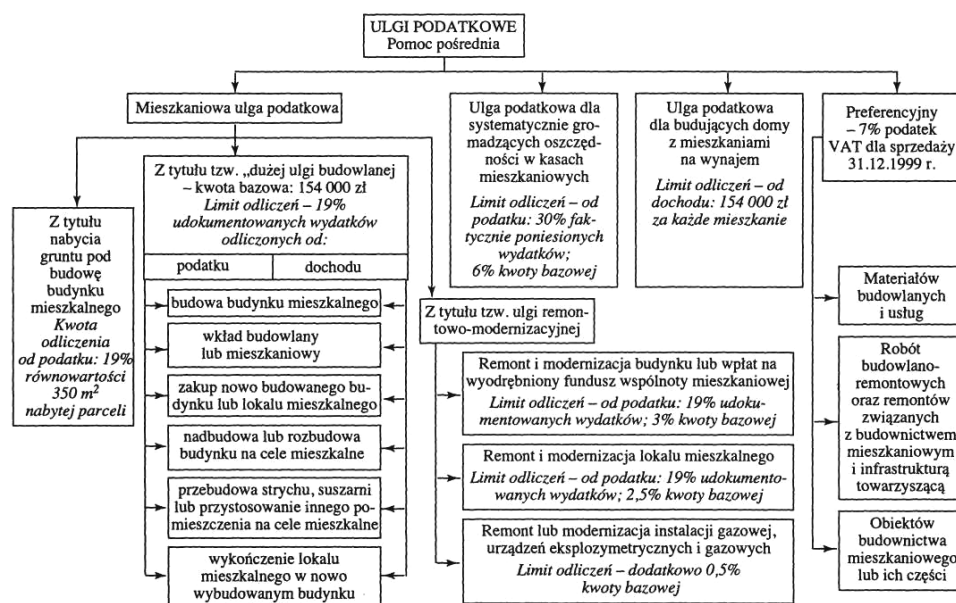 ULGI PODATKOWE
Pomoc pośrednia
Mieszkaniowa ulga podatkowa
Z tytułu
nabycia
gruntu pod
budowę
budynku
mieszkalnego
Kwota
odliczenia
od podatku: 19%
równowartości
350 m²
nabytej parceli
Z tytułu tzw. „dużej ulgi budowlanej
– kwota bazowa: 154 000 zł
Limit odliczeń – 19%
udokumentowanych wydatków
odliczonych od:
podatku
dochodu
budowa budynku mieszkalnego
wkład budowlany
lub mieszkaniowy
zakup nowo budowanego bu-
dynku lub lokalu mieszkalnego
nadbudowa lub rozbudowa
budynku na cele mieszkalne
przebudowa strychu, suszarni
lub przystosowanie innego po-
mieszczenia na cele mieszkalne
wykończenie lokalu
mieszkalnego w nowo
wybudowanym budynku
Z tytułu tzw. ulgi remon-
towo-modernizacyjnej
Remont i modernizacja budynku lub wpłat na
wyodrębniony fundusz wspólnoty mieszkaniowej
Limit odliczeń – od podatku: 19% udoku-
mentowanych wydatków; 3% kwoty bazowej
Remont i modernizacja lokalu mieszkalnego
Limit odliczeń – od podatku: 19% udokumento-
wanych wydatków; 2,5% kwoty bazowej
Remont lub modernizacja instalacji gazowej,
urządzeń eksplozymetrycznych i gazowych
Limit odliczeń – dodatkowo 0,5%
kwoty bazowej
Ulga podatkowa dla
systematycznie gro-
madzących oszczęd-
ności w kasach
mieszkaniowych
Limit odliczeń – od
podatku: 30% fak-
tycznie poniesionych
wydatków;
6% kwoty bazowej
Ulga podatkowa
dla budujących domy
z mieszkaniami
na wynajem
Limit odliczeń – od
dochodu: 154 000 zł
za każde mieszkanie
Preferencyjny
– 7% podatek
VAT dla sprzedaży
31.12.1999 r.
Materiałów
budowlanych
i usług
Robót
budowlano-
remontowych
oraz remontów
związanych
z budownictwem
mieszkaniowym
i infrastrukturą
towarzyszącą
Obiektów
budownictwa
mieszkaniowego
lub ich części